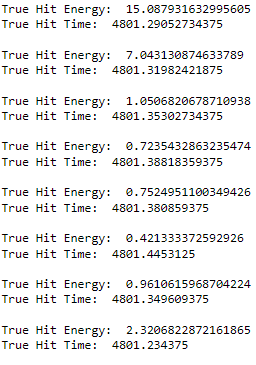 True Hit Energy:  15.087931632995605
True Hit Time:  4801.29052734375
True Hit Energy:  7.043130874633789
True Hit Time:  4801.31982421875
True Hit Energy:  1.0506820678710938
True Hit Time:  4801.35302734375
True Hit Energy:  0.7235432863235474
True Hit Time:  4801.38818359375
True Hit Energy:  0.7524951100349426
True Hit Time:  4801.380859375
True Hit Energy:  0.421333372592926
True Hit Time:  4801.4453125
True Hit Energy:  0.9610615968704224
True Hit Time:  4801.349609375
True Hit Energy:  2.3206822872161865
True Hit Time:  4801.234375